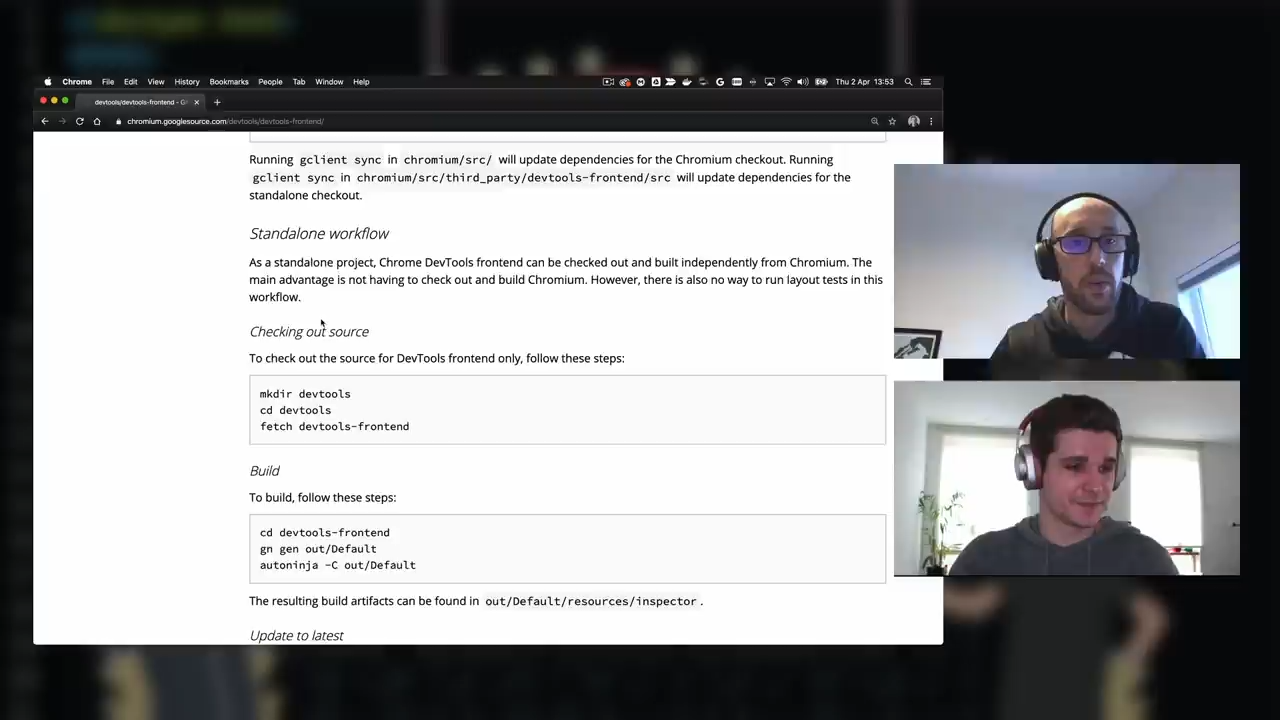 Chrome File Edit View History Bookmarks People Tab Window Help
Thu 2 Apr 13:53
devtools/devtools-frontend - G
chromium.googlesource.com/devtools/devtools-frontend/
Running gclient sync in chromium/src/ will update dependencies for the Chromium checkout. Running
gclient sync in chromium/src/third_party/devtools-frontend/src will update dependencies for the
standalone checkout.
Standalone workflow
As a standalone project, Chrome DevTools frontend can be checked out and built independently from Chromium. The
main advantage is not having to check out and build Chromium. However, there is also no way to run layout tests in this
workflow.
Checking out source
To check out the source for DevTools frontend only, follow these steps:
mkdir devtools
cd devtools
fetch devtools-frontend
Build
To build, follow these steps:
cd devtools-frontend
gn gen out/Default
autoninja -C out/Default
The resulting build artifacts can be found in out/Default/resources/inspector.
Update to latest